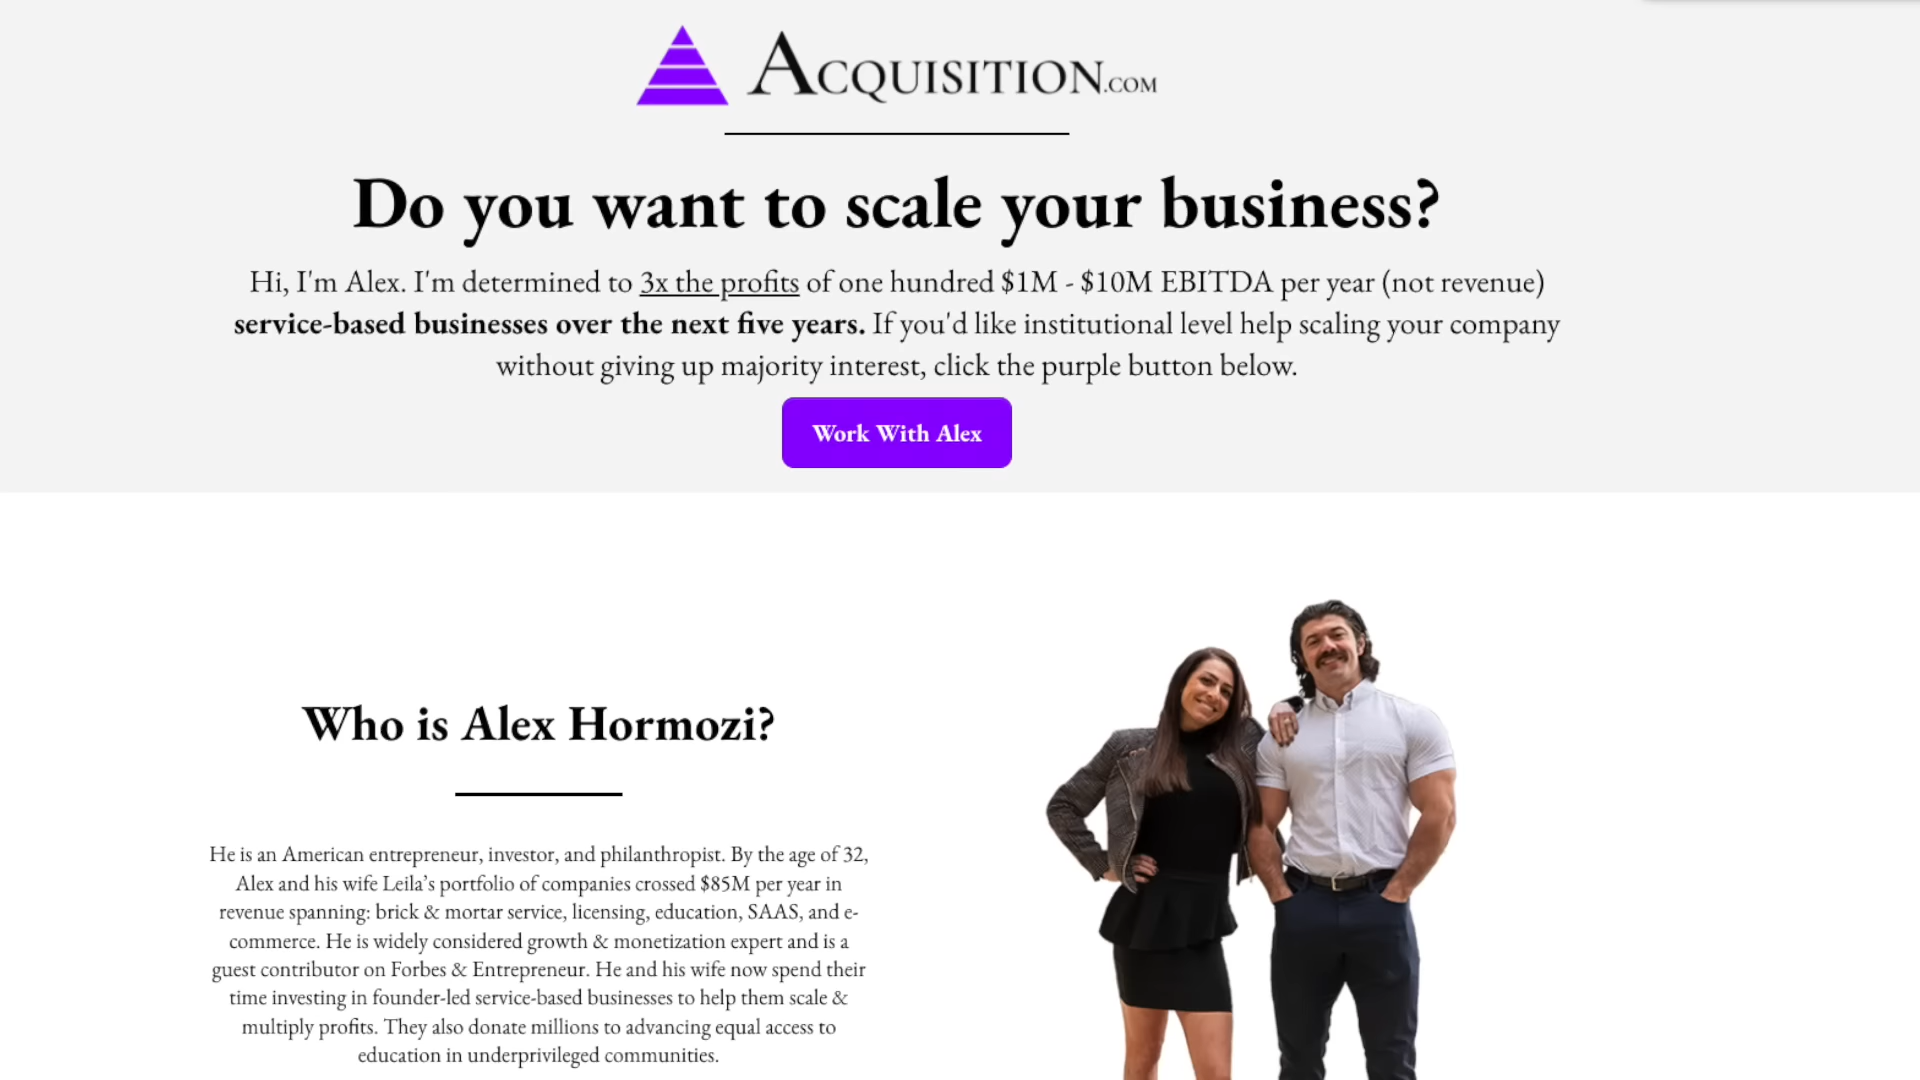 ACQUISITION.COM
Do you want to scale your business?
Hi, I'm Alex. I'm determined to 3x the profits of one hundred $1M - $10M EBITDA per year (not revenue)
service-based businesses over the next five years. If you'd like institutional level help scaling your company
without giving up majority interest, click the purple button below.
Work With Alex
Who is Alex Hormozi?
He is an American entrepreneur, investor, and philanthropist. By the age of 32,
Alex and his wife Leila’s portfolio of companies crossed $85M per year in
revenue spanning: brick & mortar service, licensing, education, SAAS, and e-
commerce. He is widely considered growth & monetization expert and is a
guest contributor on Forbes & Entrepreneur. He and his wife now spend their
time investing in founder-led service-based businesses to help them scale &
multiply profits. They also donate millions to advancing equal access to
education in underprivileged communities.